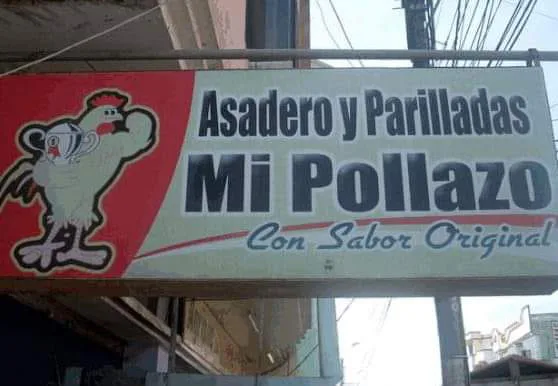 Asadero y Parilladas
Mi Pollazo
Con Sabor Original